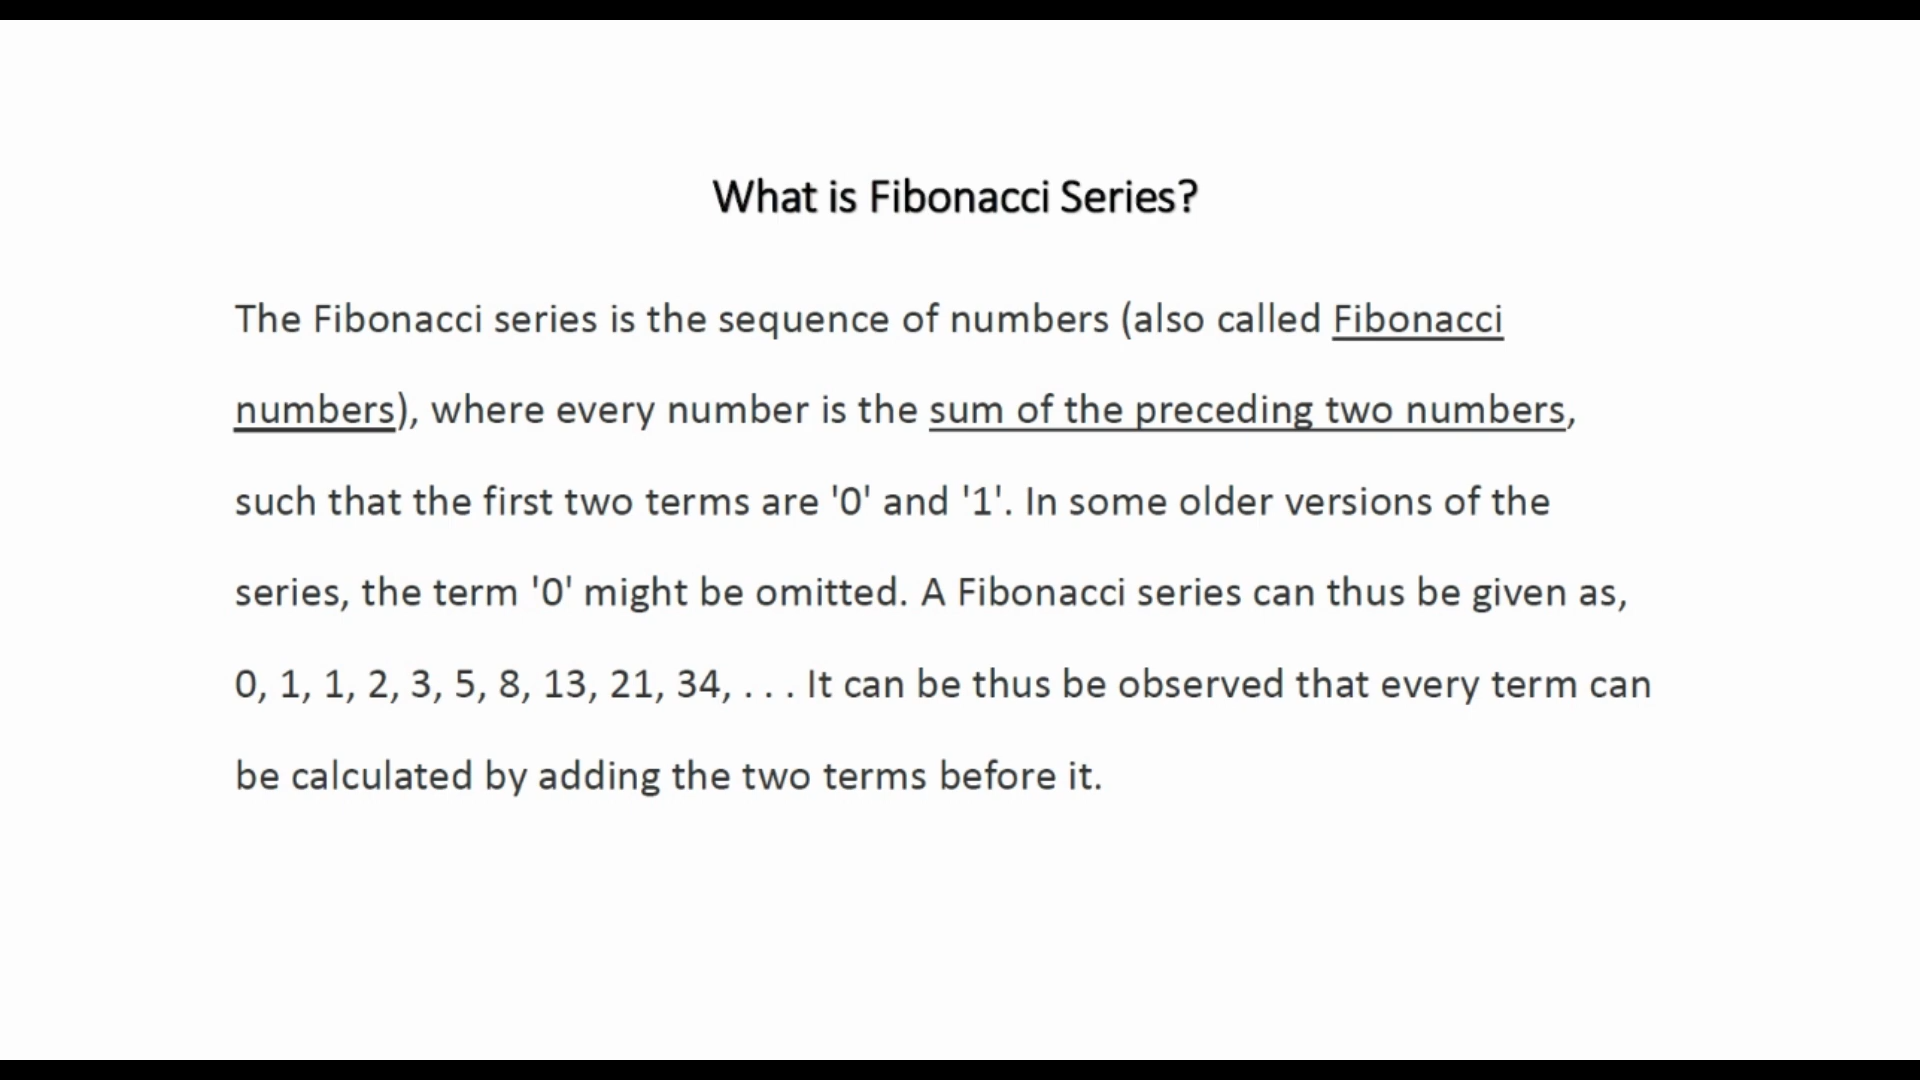 What is Fibonacci Series?
The Fibonacci series is the sequence of numbers (also called Fibonacci
numbers), where every number is the sum of the preceding two numbers,
such that the first two terms are '0' and '1'. In some older versions of the
series, the term '0' might be omitted. A Fibonacci series can thus be given as,
0, 1, 1, 2, 3, 5, 8, 13, 21, 34, . . . It can be thus be observed that every term can
be calculated by adding the two terms before it.